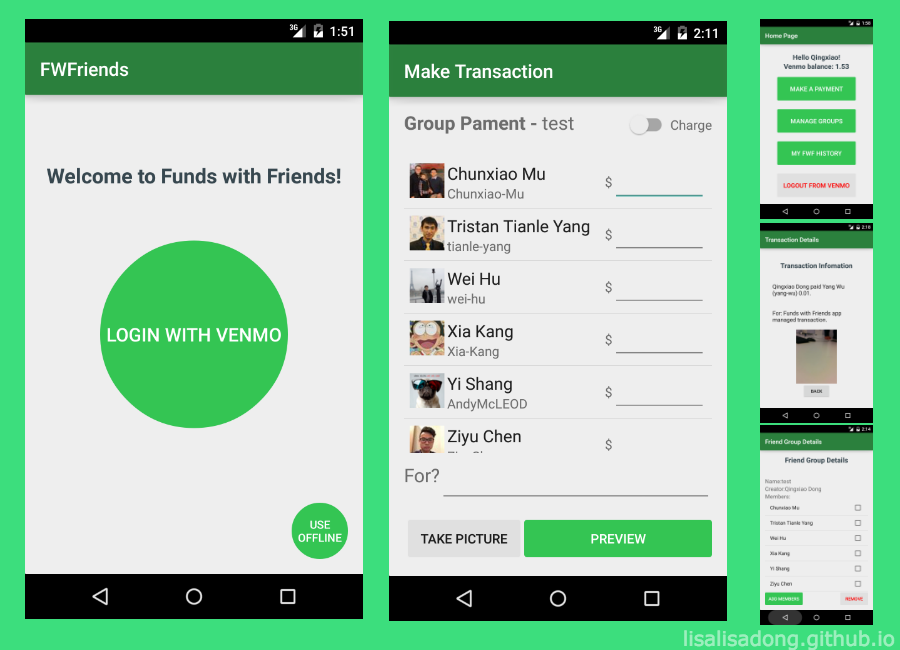 3G 1:51
FWFriends
Welcome to Funds with Friends!
LOGIN WITH VENMO
USE
OFFLINE
3G 2:11
Make Transaction
Group Pament - test
Charge
Chunxiao Mu
Chunxiao-Mu
$
Tristan Tianle Yang
tianle-yang
$
Wei Hu
wei-hu
$
Xia Kang
Xia-Kang
$
Yi Shang
AndyMcLEOD
$
Ziyu Chen
$
For?
TAKE PICTURE
PREVIEW
Home Page
Hello Qingxiao!
Venmo balance: 1.53
MAKE A PAYMENT
MANAGE GROUPS
MY FWF HISTORY
LOGOUT FROM VENMO
Transaction Details
Transaction Infomation
Qingxiao Dong paid Yang Wu
(yang-wu) 0.01.
For: Funds with Friends app
managed transaction.
BACK
2:14
Friend Group Details
Friend Group Details
Name:test
Creator:Qingxiao Dong
Members:
Chunxiao Mu
Tristan Tianle Yang
Wei Hu
Xia Kang
Yi Shang
Ziyu Chen
ADD MEMBERS
REMOVE
lisalisadong.github.io